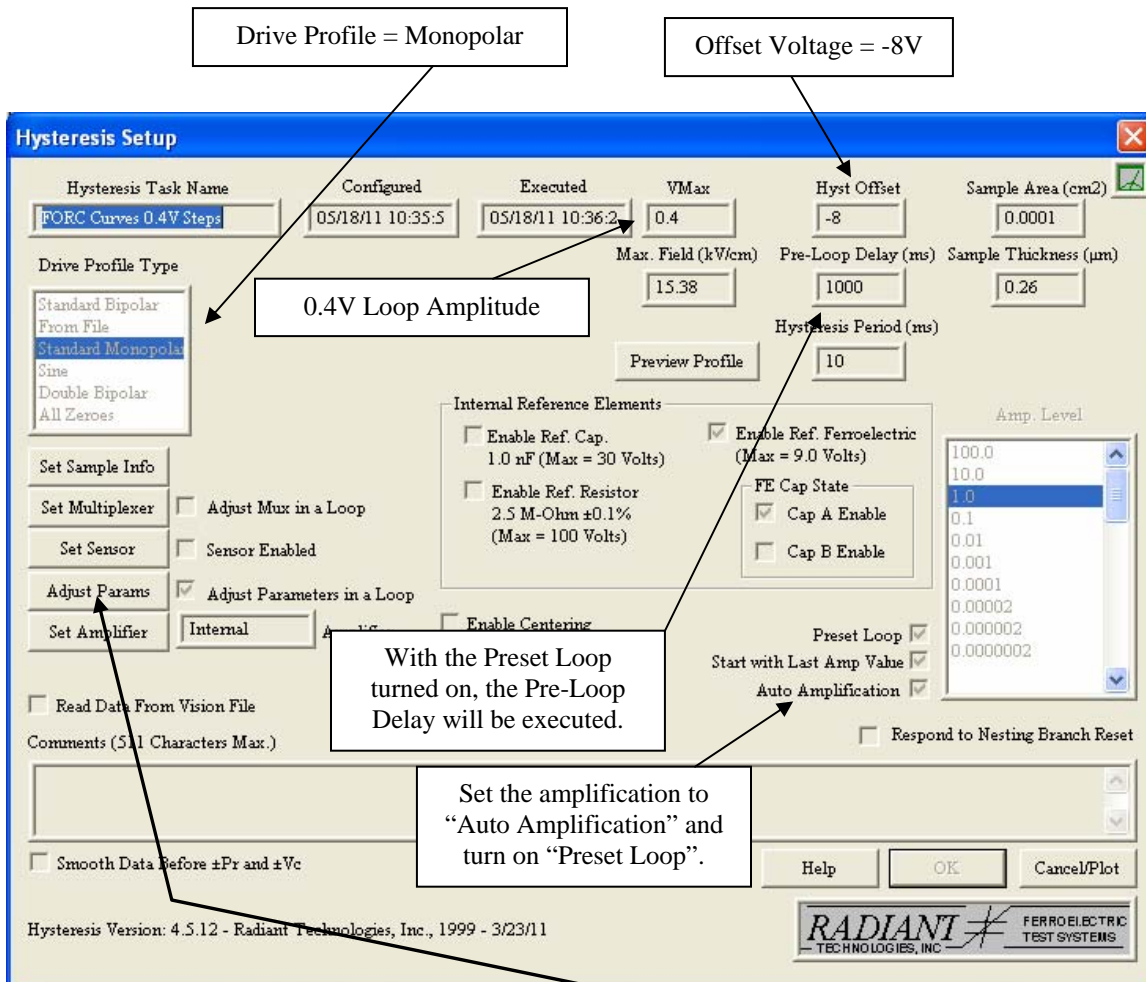 Drive Profile = Monopolar
Offset Voltage = -8V
Hysteresis Setup
Hysteresis Task Name
Configured
Executed
VMax
Hyst Offset
Sample Area (cm2)
FORC Curves 0.4V Steps
05/18/11 10:35:5
05/18/11 10:36:2
0.4
-8
0.0001
Drive Profile Type
Max. Field (kV/cm)
Pre-Loop Delay (ms)
Sample Thickness (µm)
15.38
1000
0.26
0.4V Loop Amplitude
Standard Bipolar
From File
Standard Monopolar
Sine
Double Bipolar
All Zeroes
Hysteresis Period (ms)
Preview Profile
10
Internal Reference Elements
Enable Ref. Cap.
1.0 nF (Max = 30 Volts)
Enable Ref. Resistor
2.5 M-Ohm ±0.1%
(Max = 100 Volts)
Enable Ref. Ferroelectric
(Max = 9.0 Volts)
FE Cap State
Cap A Enable
Cap B Enable
Amp. Level
100.0
10.0
1.0
0.1
0.01
0.001
0.0001
0.00002
0.000002
0.0000002
Set Sample Info
Set Multiplexer
Adjust Mux in a Loop
Set Sensor
Sensor Enabled
Adjust Params
Adjust Parameters in a Loop
Set Amplifier
Internal
Enable Centering
With the Preset Loop
turned on, the Pre-Loop
Delay will be executed.
Preset Loop
Start with Last Amp Value
Auto Amplification
Read Data From Vision File
Respond to Nesting Branch Reset
Comments (511 Characters Max.)
Set the amplification to
“Auto Amplification” and
turn on “Preset Loop”.
Smooth Data Before ±Pr and ±Vc
Help
OK
Cancel/Plot
Hysteresis Version: 4.5.12 - Radiant Technologies, Inc., 1999 - 3/23/11
RADIANT
TECHNOLOGIES, INC
FERROELECTRIC
TEST SYSTEMS